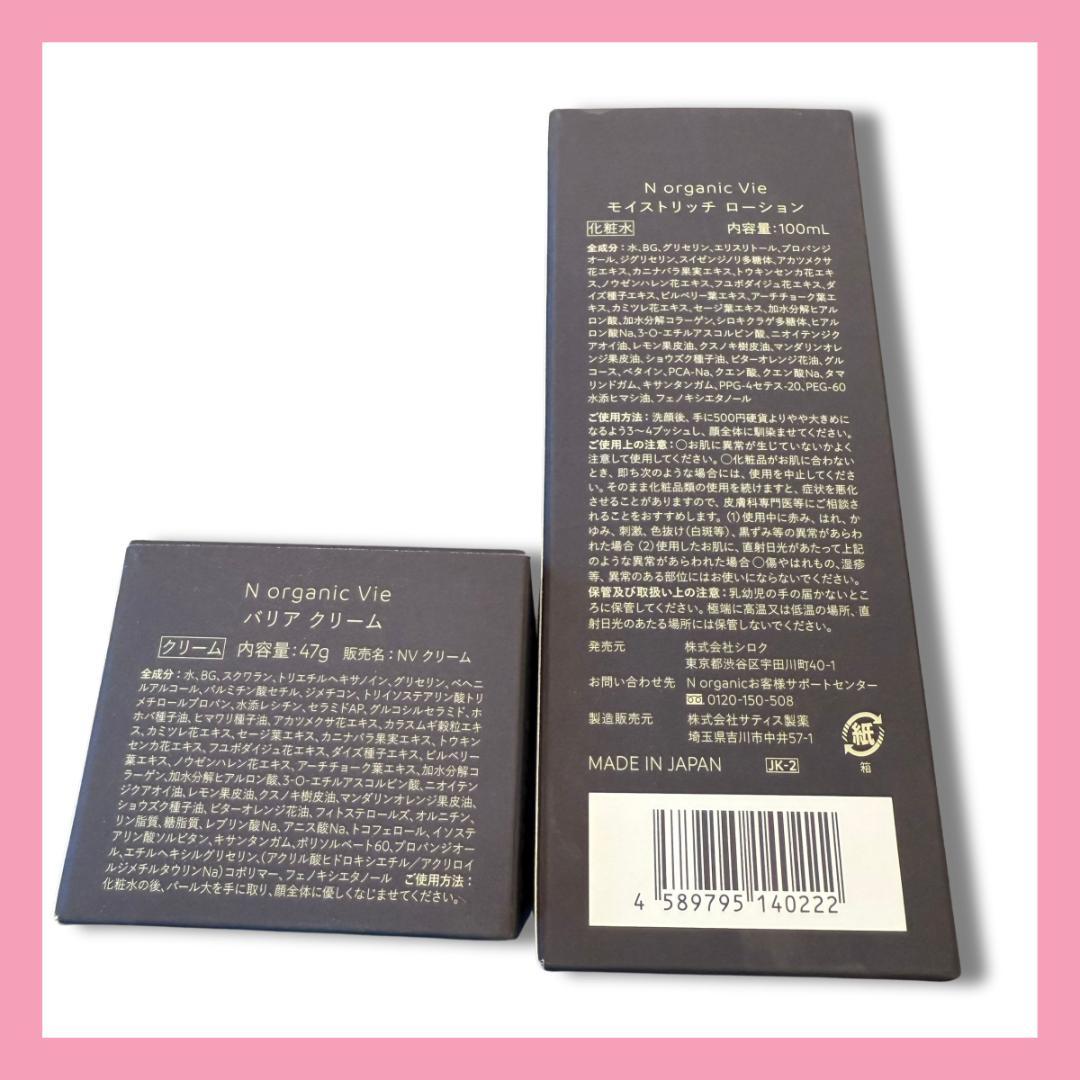 N organic Vie
バリア クリーム
クリーム 内容量:47g 販売名:NV クリーム
全成分:水、BG、スクワラン、トリエチルヘキサノイン、グリセリン、ベヘニ
ルアルコール、パルミチン酸セチル、ジメチコン、トリイソステアリン酸トリ
メチロールプロパン、水添レシチン、セラミドAP、グルコシルセラミド、ホ
ホバ種子油、ヒマワリ種子油、アカツメクサ花エキス、カラスムギ穀粒エキ
ス、カミツレ花エキス、セージ葉エキス、カニナバラ果実エキス、トウキン
センカ花エキス、フユボダイジュ花エキス、ダイズ種子エキス、ビルベリー
葉エキス、ノウゼンハレン花エキス、アーチチョーク葉エキス、加水分解コ
ラーゲン、加水分解ヒアルロン酸、3-O-エチルアスコルビン酸、ニオイテン
ジクアオイ油、レモン果皮油、クスノキ樹皮油、マンダリンオレンジ果皮油、
ショウズク種子油、ビターオレンジ花油、フィトステロールズ、オルニチン、
リン脂質、糖脂質、レブリン酸Na、アニス酸Na、トコフェロール、イソステ
アリン酸ソルビタン、キサンタンガム、ポリソルベート60、プロパンジオー
ル、エチルヘキシルグリセリン、(アクリル酸ヒドロキシエチル/アクリロイ
ルジメチルタウリンNa)コポリマー、フェノキシエタノール ご使用方法:
化粧水の後、パール大を手に取り、顔全体に優しくなじませてください。
N organic Vie
モイストリッチ ローション
化粧水 内容量:100mL
全成分:水、BG、グリセリン、エリスリトール、プロパンジ
オール、ジグリセリン、スイゼンジノリ多糖体、アカツメクサ
花エキス、カニナバラ果実エキス、トウキンセンカ花エキ
ス、ノウゼンハレン花エキス、フユボダイジュ花エキス、ダ
イズ種子エキス、ビルベリー葉エキス、アーチチョーク葉エ
キス、カミツレ花エキス、セージ葉エキス、加水分解ヒアル
ロン酸、加水分解コラーゲン、シロキクラゲ多糖体、ヒアル
ロン酸Na、3-O-エチルアスコルビン酸、ニオイテンジク
アオイ油、レモン果皮油、クスノキ樹皮油、マンダリンオレ
ンジ果皮油、ショウズク種子油、ビターオレンジ花油、グル
コース、ベタイン、PCA-Na、クエン酸、クエン酸Na、タマ
リンドガム、キサンタンガム、PPG-4セテス-20、PEG-60
水添ヒマシ油、フェノキシエタノール
ご使用方法:洗顔後、手に500円硬貨よりやや大きめに
なるよう3〜4プッシュし、顔全体に馴染ませてください。
ご使用上の注意:○お肌に異常が生じていないかよく
注意して使用してください。○化粧品がお肌に合わない
とき、即ち次のような場合には、使用を中止してくださ
い。そのまま化粧品類の使用を続けますと、症状を悪化
させることがありますので、皮膚科専門医等にご相談さ
れることをおすすめします。(1)使用中に赤み、はれ、か
ゆみ、刺激、色抜け(白斑等)、黒ずみ等の異常があらわ
れた場合 (2)使用したお肌に、直射日光があたって上記
のような異常があらわれた場合 ○傷やはれもの、湿疹
等、異常のある部位にはお使いにならないでください。
保管及び取扱い上の注意:乳幼児の手の届かないとこ
ろに保管してください。極端に高温又は低温の場所、直
射日光のあたる場所には保管しないでください。
発売元 株式会社シロク
東京都渋谷区宇田川町40-1
お問い合わせ先 N organicお客様サポートセンター
0120-150-508
製造販売元 株式会社サティス製薬
埼玉県吉川市中井57-1
紙
箱
MADE IN JAPAN JK-2
4 589795 140222